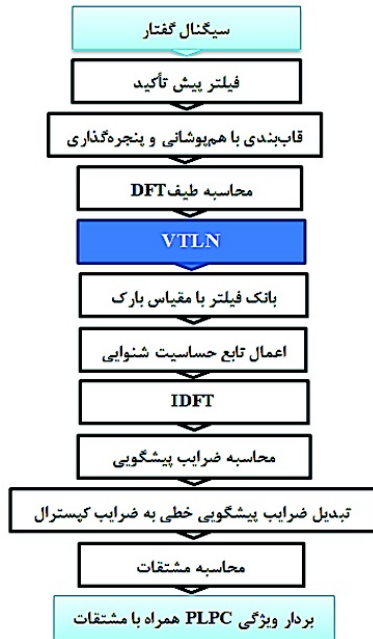 سیگنال گفتار
فیلتر پیش تأکید
قاب‌بندی با هم‌پوشانی و پنجره‌گذاری
محاسبه طیف DFT
VTLN
بانک فیلتر با مقیاس بارک
اعمال تابع حساسیت شنوایی
IDFT
محاسبه ضرایب پیشگویی
تبدیل ضرایب پیشگویی خطی به ضرایب کپسترال
محاسبه مشتقات
بردار ویژگی PLPC همراه با مشتقات